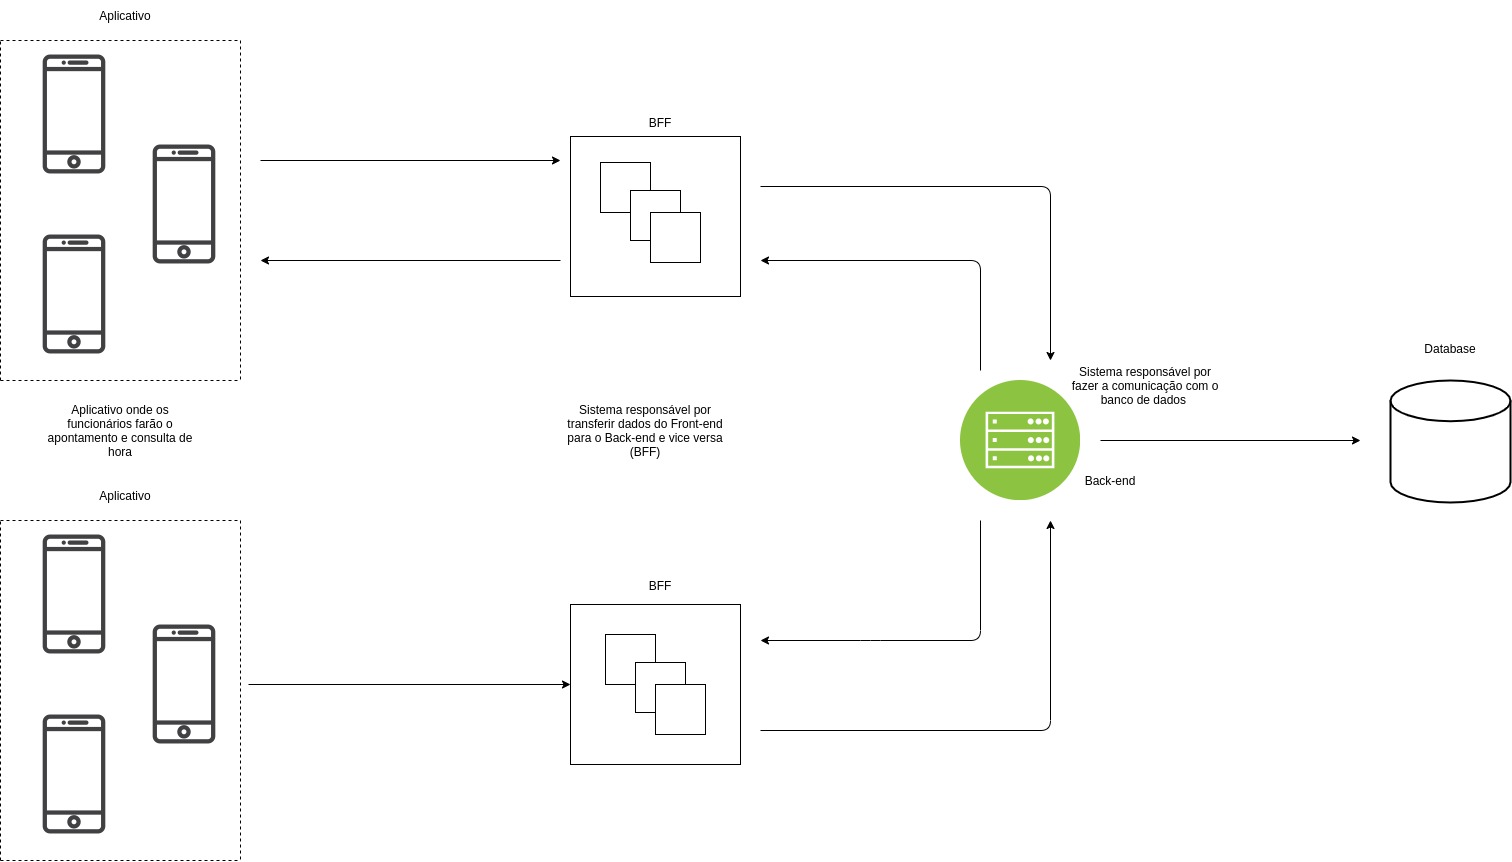 Aplicativo
BFF
Sistema responsável por
fazer a comunicação com o
banco de dados
Database
Aplicativo onde os
funcionários farão o
apontamento e consulta de
hora
Sistema responsável por
transferir dados do Front-end
para o Back-end e vice versa
(BFF)
Back-end
Aplicativo
BFF